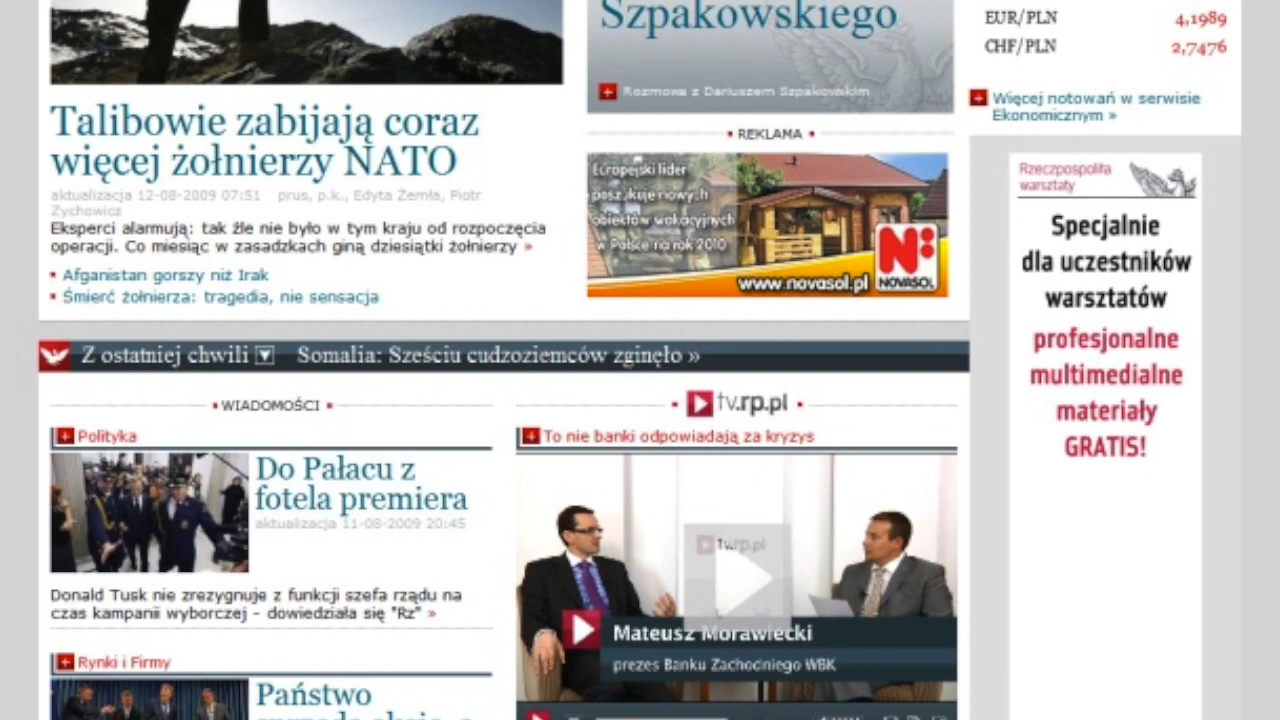 Szpakowskiego
Rozmowa z Dariuszem Szpakowskim
EUR/PLN 4,1989
CHF/PLN 2,7476
Więcej notowań w serwisie
Ekonomicznym »
Talibowie zabijają coraz
więcej żołnierzy NATO
aktualizacja 12-08-2009 07:51 prus, p.k., Edyta Żemła, Piotr
Zychowicz
Eksperci alarmują: tak źle nie było w tym kraju od rozpoczęcia
operacji. Co miesiąc w zasadzkach giną dziesiątki żołnierzy »
Afganistan gorszy niż Irak
Śmierć żołnierza: tragedia, nie sensacja
REKLAMA
Europejski lider
poszukuje nowych
obiektów wakacyjnych
w Polsce na rok 2010
www.novasol.pl
N:
NOVASOL
Rzeczpospolita
warsztaty
Specjalnie
dla uczestników
warsztatów
profesjonalne
multimedialne
materiały
GRATIS!
Z ostatniej chwili Somalia: Sześciu cudzoziemców zginęło »
WIADOMOŚCI
Polityka
Do Pałacu z
fotela premiera
aktualizacja 11-08-2009 20:45
Donald Tusk nie zrezygnuje z funkcji szefa rządu na
czas kampanii wyborczej - dowiedziała się "Rz" »
Rynki i Firmy
Państwo
tv.rp.pl
To nie banki odpowiadają za kryzys
tv.rp.pl
Mateusz Morawiecki
prezes Banku Zachodniego WBK